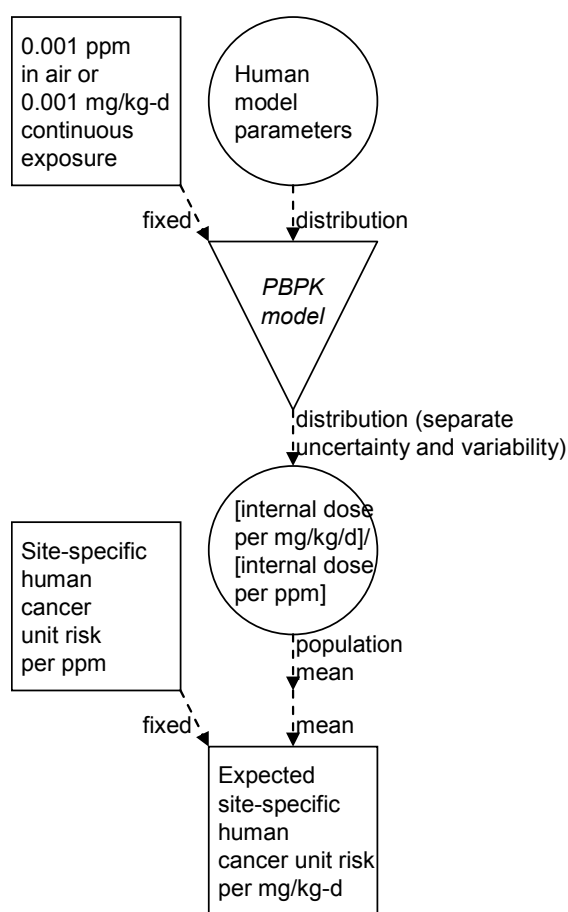 0.001 ppm
in air or
0.001 mg/kg-d
continuous
exposure
Human
model
parameters
fixed
distribution
PBPK
model
distribution (separate
uncertainty and variability)
[internal dose
per mg/kg/d]/
[internal dose
per ppm]
Site-specific
human
cancer
unit risk
per ppm
population
mean
fixed
mean
Expected
site-specific
human
cancer unit risk
per mg/kg-d